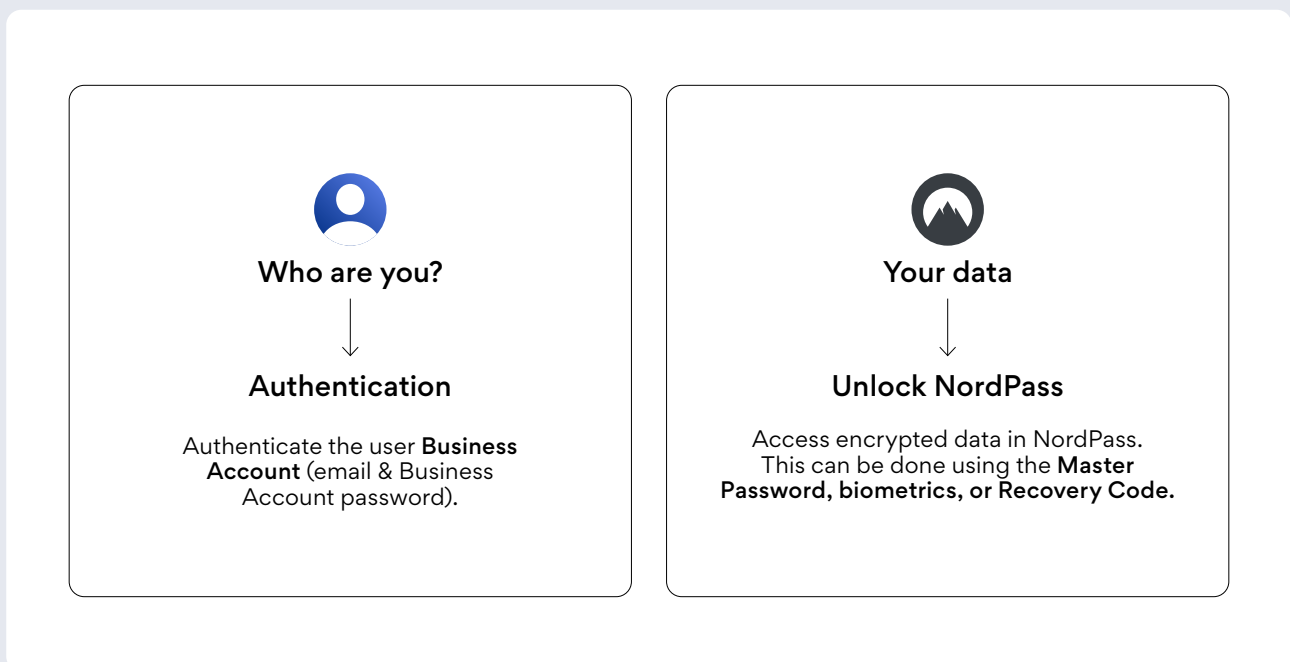 Who are you?
Authentication
Authenticate the user Business
Account (email & Business
Account password).
Your data
Unlock NordPass
Access encrypted data in NordPass.
This can be done using the Master
Password, biometrics, or Recovery Code.